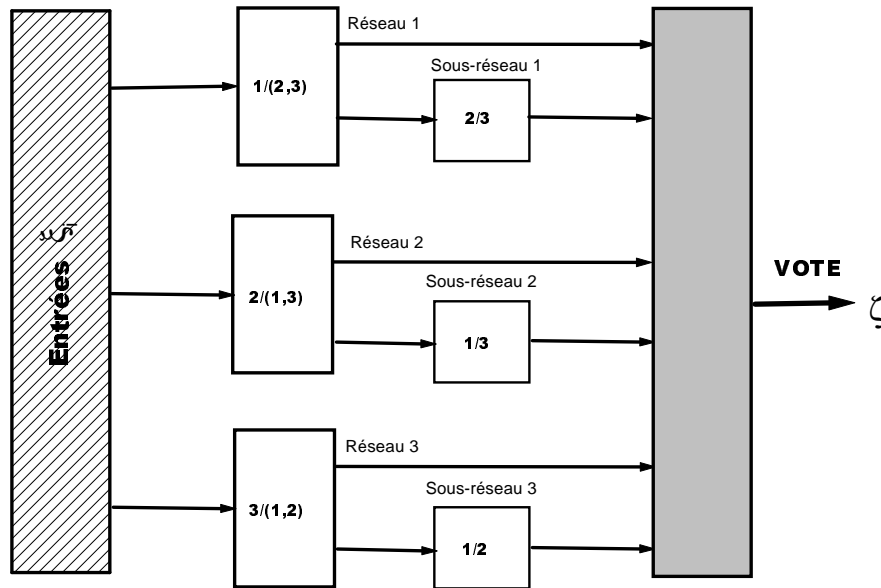 Réseau 1
Sous-réseau 1
1/(2,3)
2/3
Entrées ξi
Réseau 2
Sous-réseau 2
2/(1,3)
1/3
VOTE
ζ
Réseau 3
Sous-réseau 3
3/(1,2)
1/2